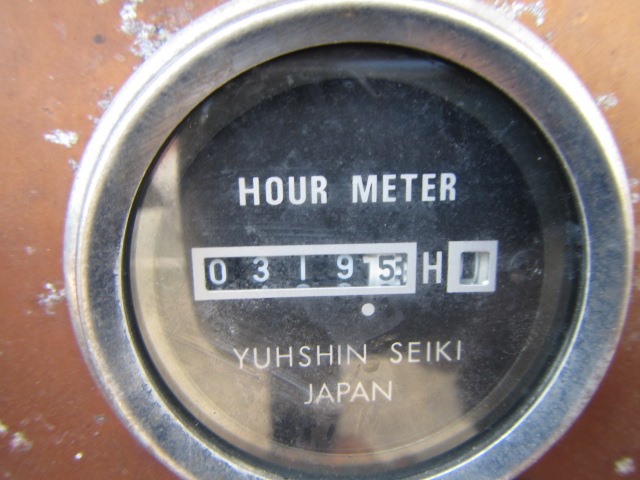 HOUR METER
03195 H
YUHSHIN SEIKI
JAPAN